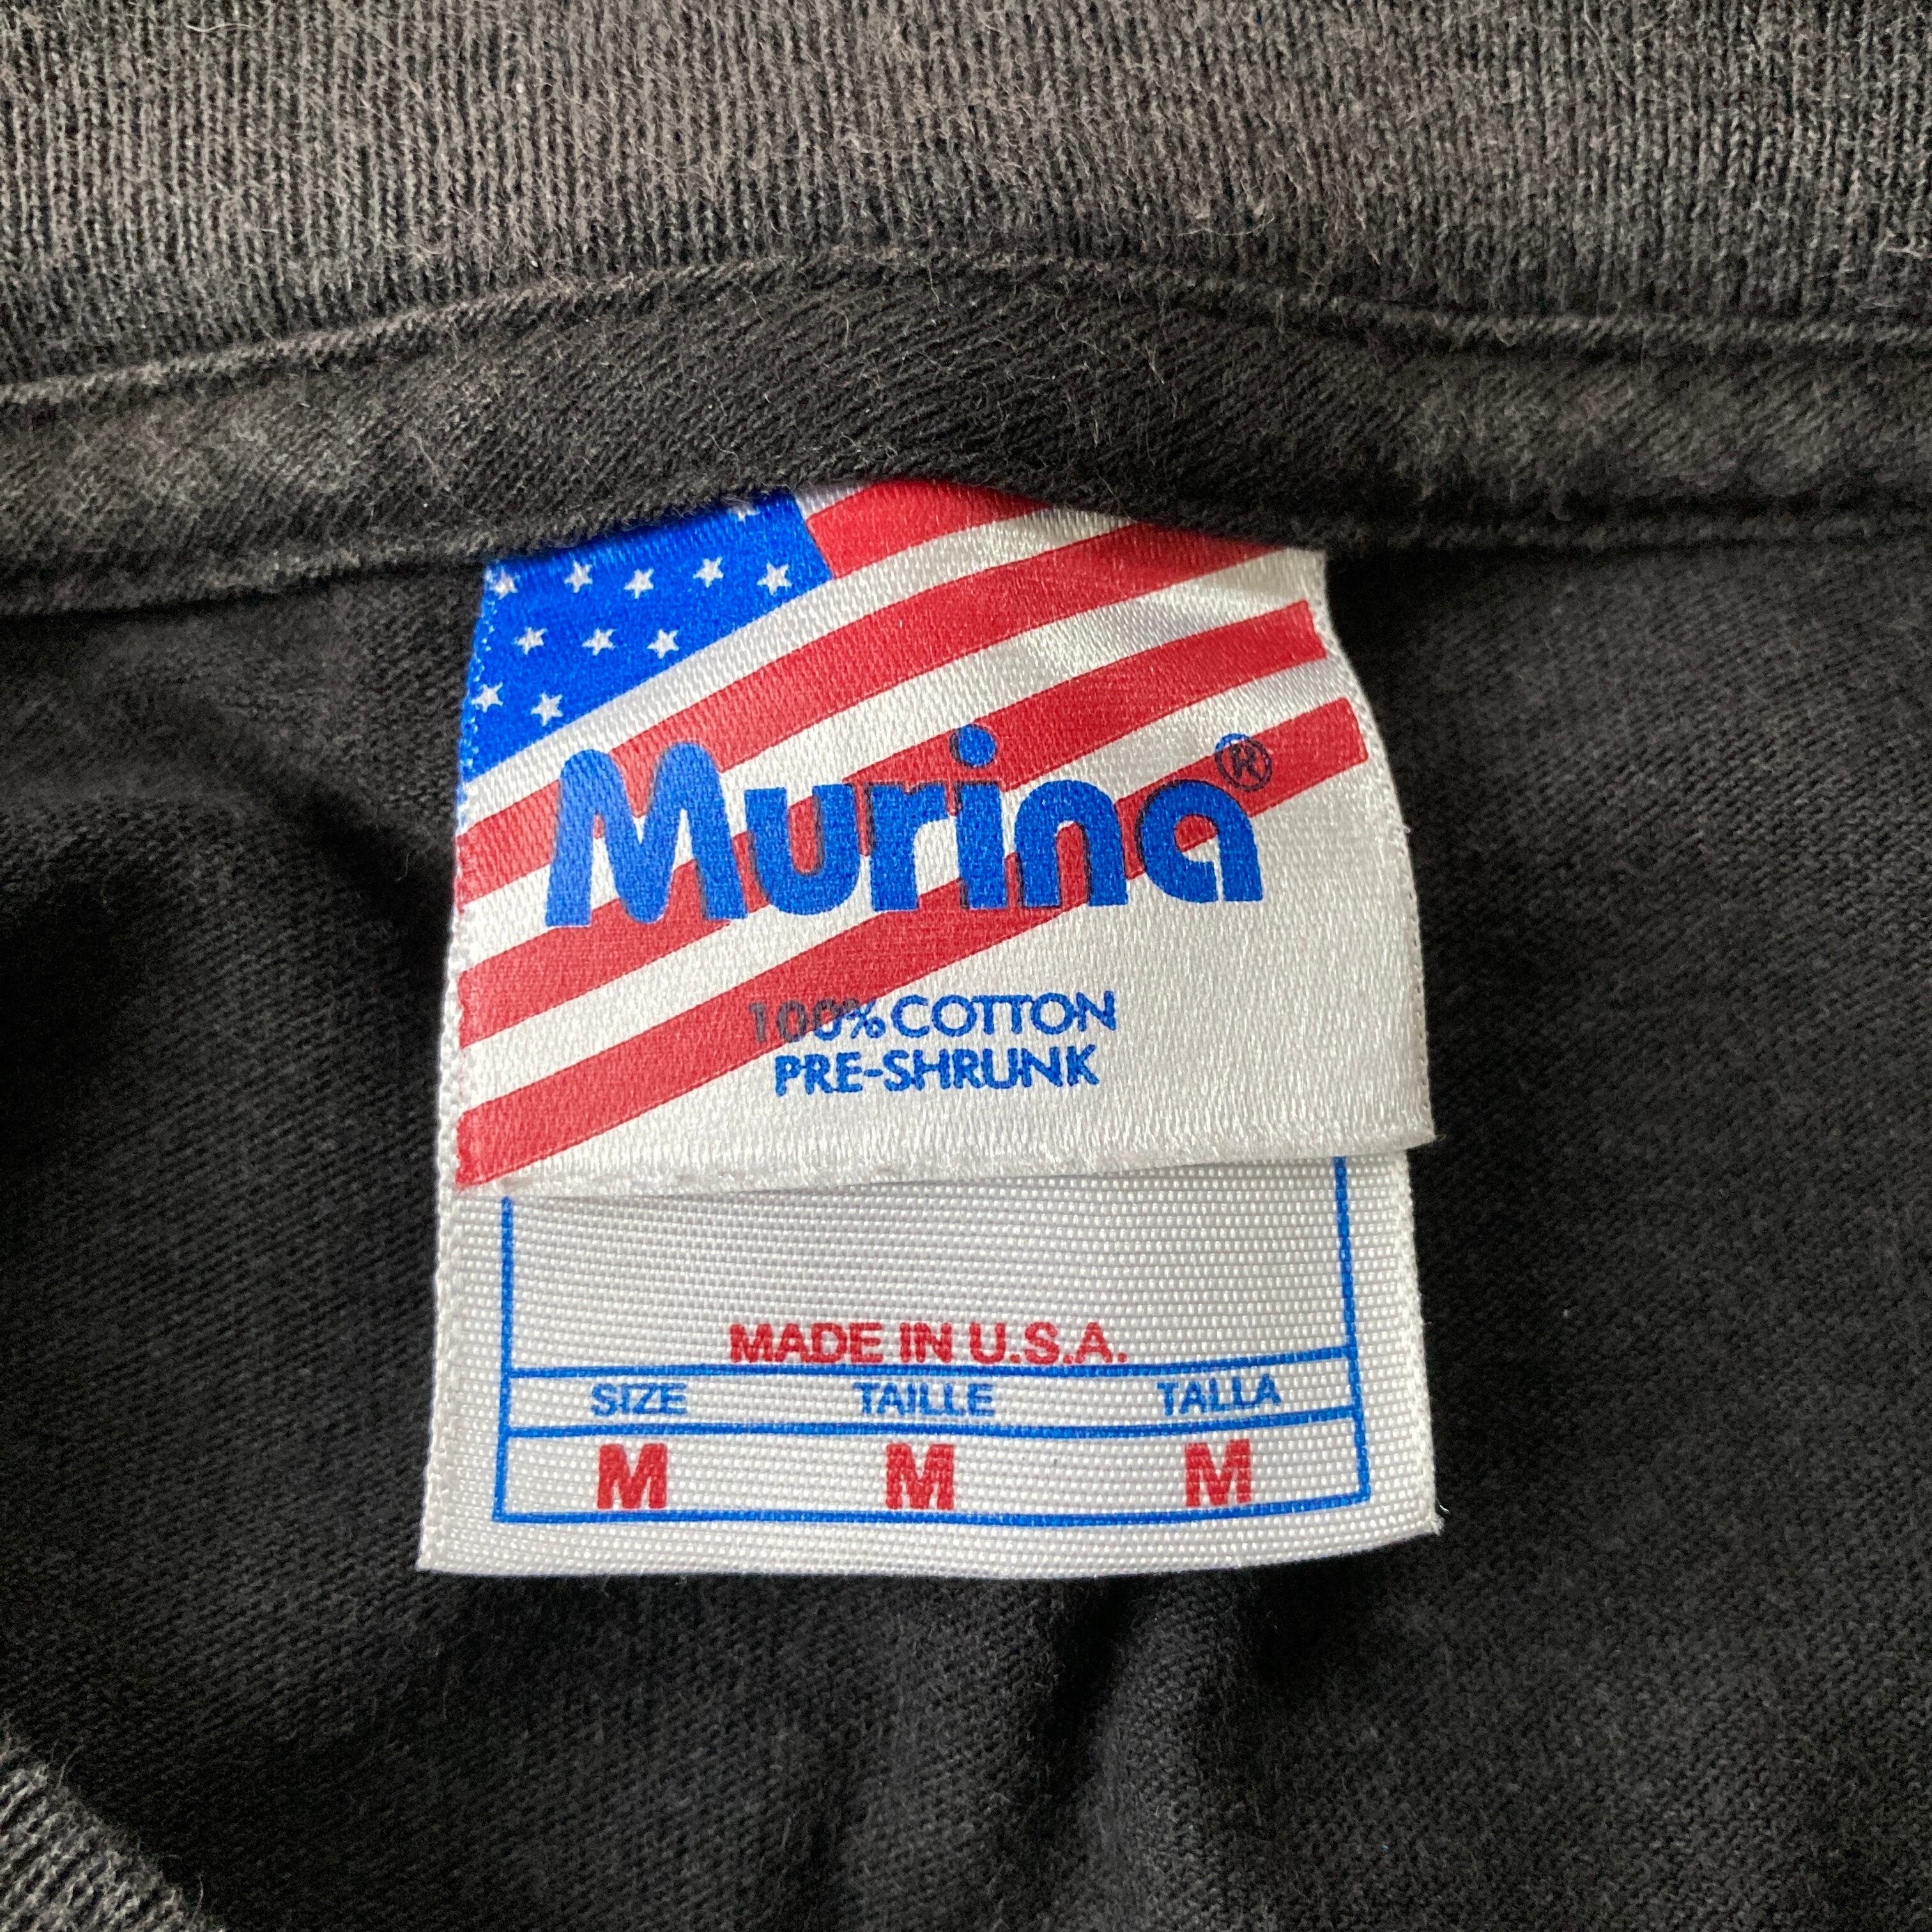 Murina®
100% COTTON
PRE-SHRUNK
MADE IN U.S.A.
SIZE TAILLE TALLA
M M M